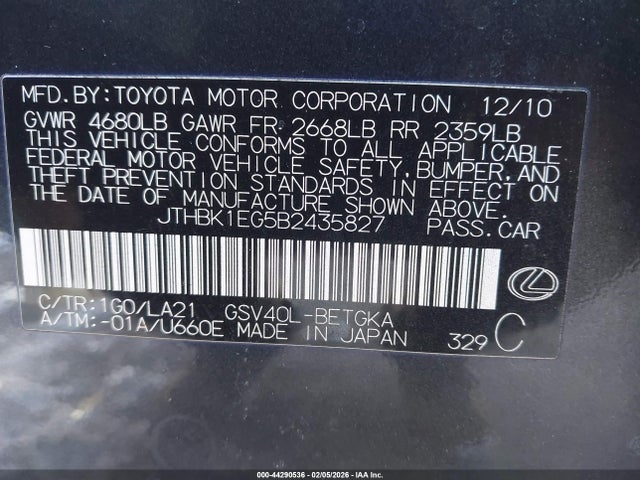 MFD.BY:TOYOTA MOTOR CORPORATION 12/10
GVWR 4680LB GAWR FR 2668LB RR 2359LB
THIS VEHICLE CONFORMS TO ALL APPLICABLE
FEDERAL MOTOR VEHICLE SAFETY, BUMPER, AND
THEFT PREVENTION STANDARDS IN EFFECT ON
THE DATE OF MANUFACTURE SHOWN ABOVE.
JTHBK1EG5B2435827 PASS.CAR
C/TR:1G0/LA21 GSV40L-BETGKA
A/TM:-01A/U660E MADE IN JAPAN 329 C
000-44290536 - 02/05/2026 - IAA Inc.